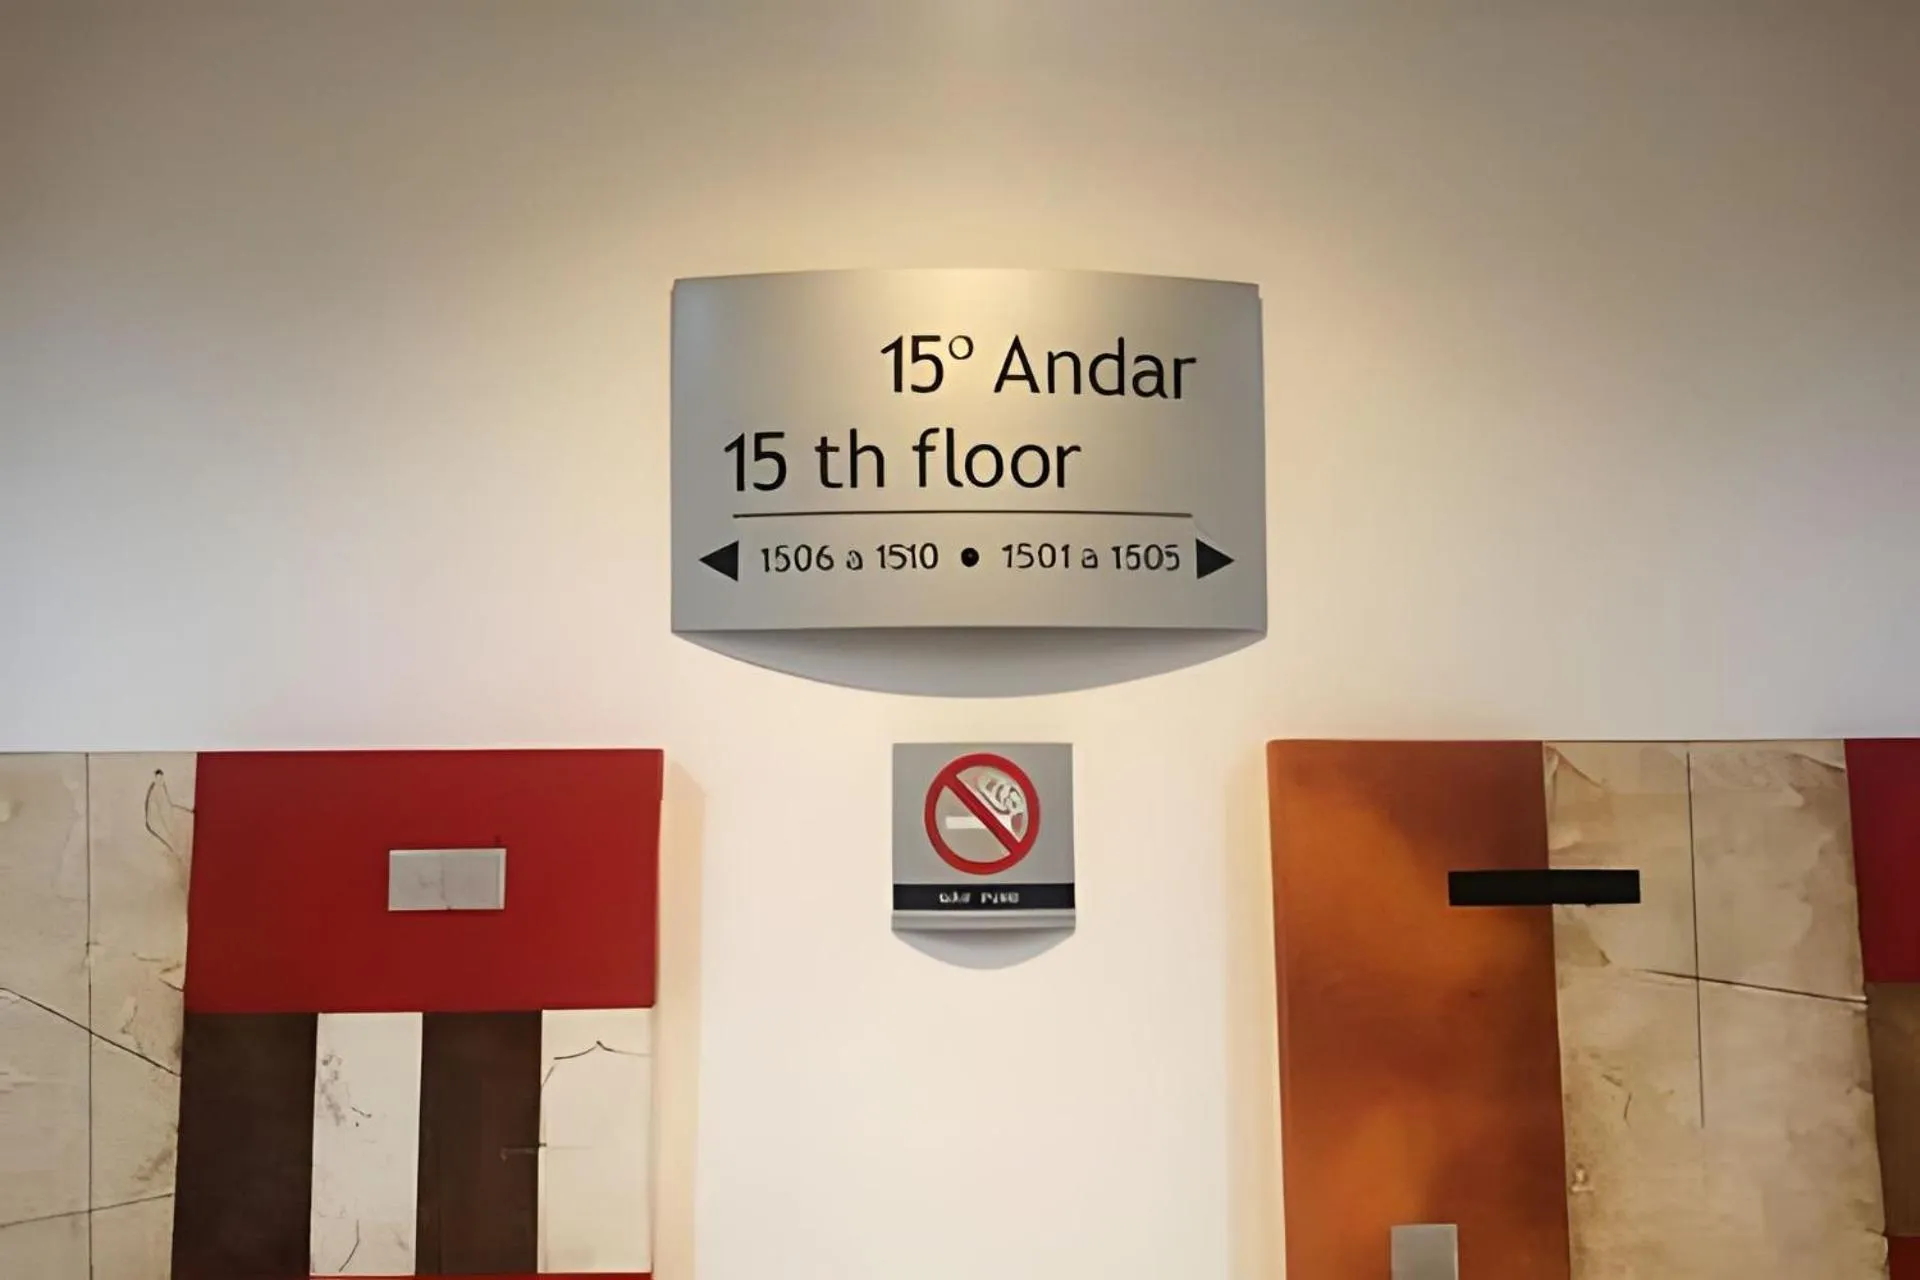 15º Andar
15 th floor
1506 a 1510 • 1501 a 1505